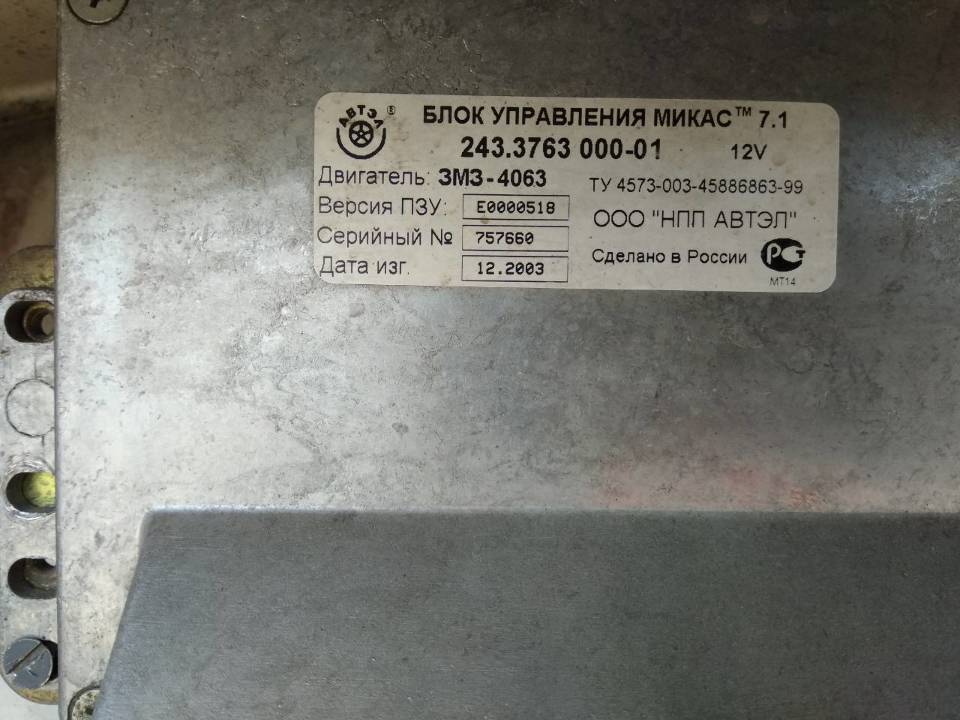 АВТЭЛ ®
БЛОК УПРАВЛЕНИЯ МИКАС™ 7.1
243.3763 000-01 12V
Двигатель: ЗМЗ-4063
ТУ 4573-003-45886863-99
Версия ПЗУ: E0000518
ООО "НПП АВТЭЛ"
Серийный № 757660
Сделано в России
РСТ
Дата изг. 12.2003
МТ14